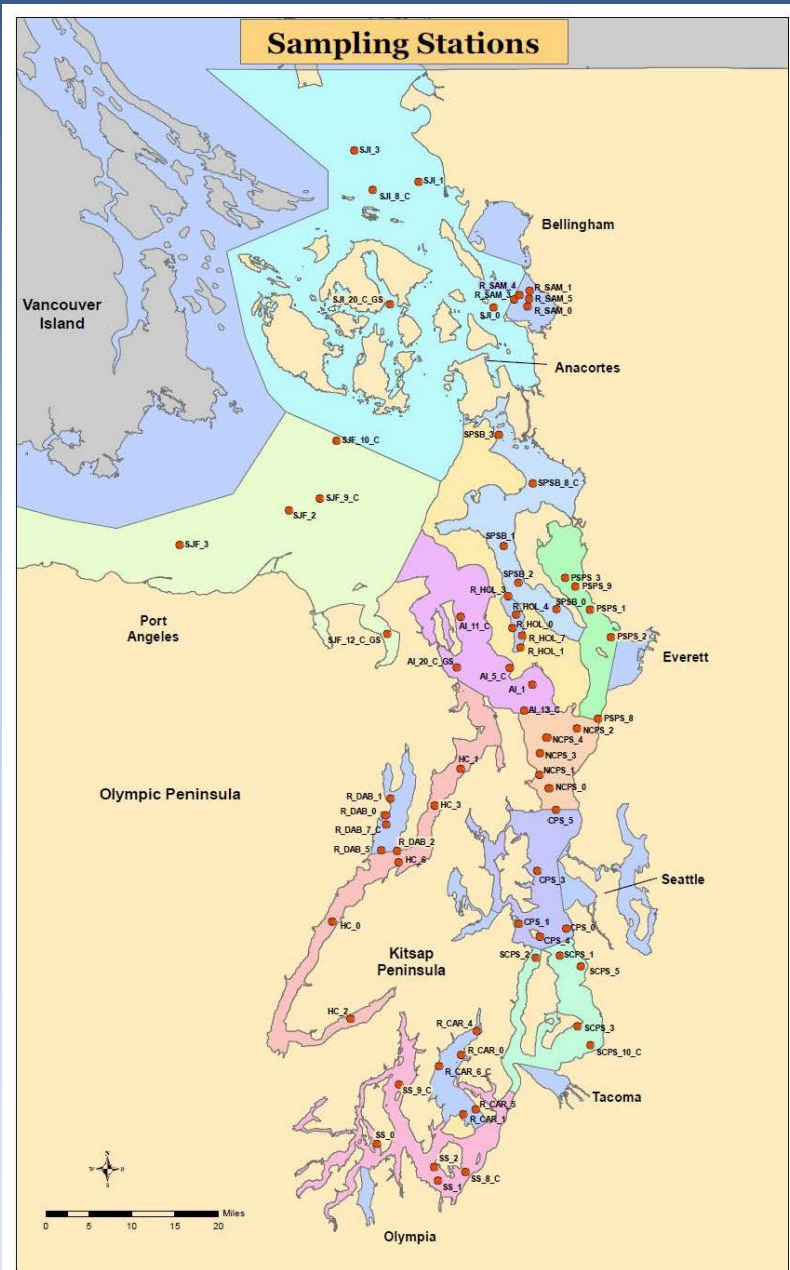 Sampling Stations
SJI_3
SJI_1
SJI_8_C
Bellingham
R_SAM_4
R_SAM_1
R_SAM_3
R_SAM_5
R_SAM_0
SJI_20_C_GS
SJI_0
Vancouver
Island
Anacortes
SPSB_3
SJF_10_C
SPSB_8_C
SJF_9_C
SJF_2
SJF_3
SPSB_1
SPSB_2
PSPS_3
PSPS_9
R_HOL_3
SPSB_0
PSPS_1
R_HOL_4
R_HOL_0
AI_11_C
R_HOL_7
R_HOL_1
PSPS_2
Port
Angeles
SJF_12_C_GS
Everett
AI_20_C_GS
AI_5_C
AI_1
AI_13_C
PSPS_8
NCPS_2
NCPS_4
NCPS_3
HC_1
NCPS_1
NCPS_0
Olympic Peninsula
R_DAB_1
HC_3
R_DAB_0
CPS_5
R_DAB_7_C
R_DAB_2
R_DAB_5
HC_6
CPS_3
Seattle
HC_0
CPS_1
CPS_0
CPS_4
Kitsap
Peninsula
SCPS_2
SCPS_1
SCPS_5
HC_2
R_CAR_4
SCPS_3
SCPS_10_C
R_CAR_0
R_CAR_6_C
SS_9_C
Tacoma
R_CAR_5
R_CAR_1
SS_0
SS_2
SS_8_C
SS_1
N
W E
S
Miles
0 5 10 20
Olympia